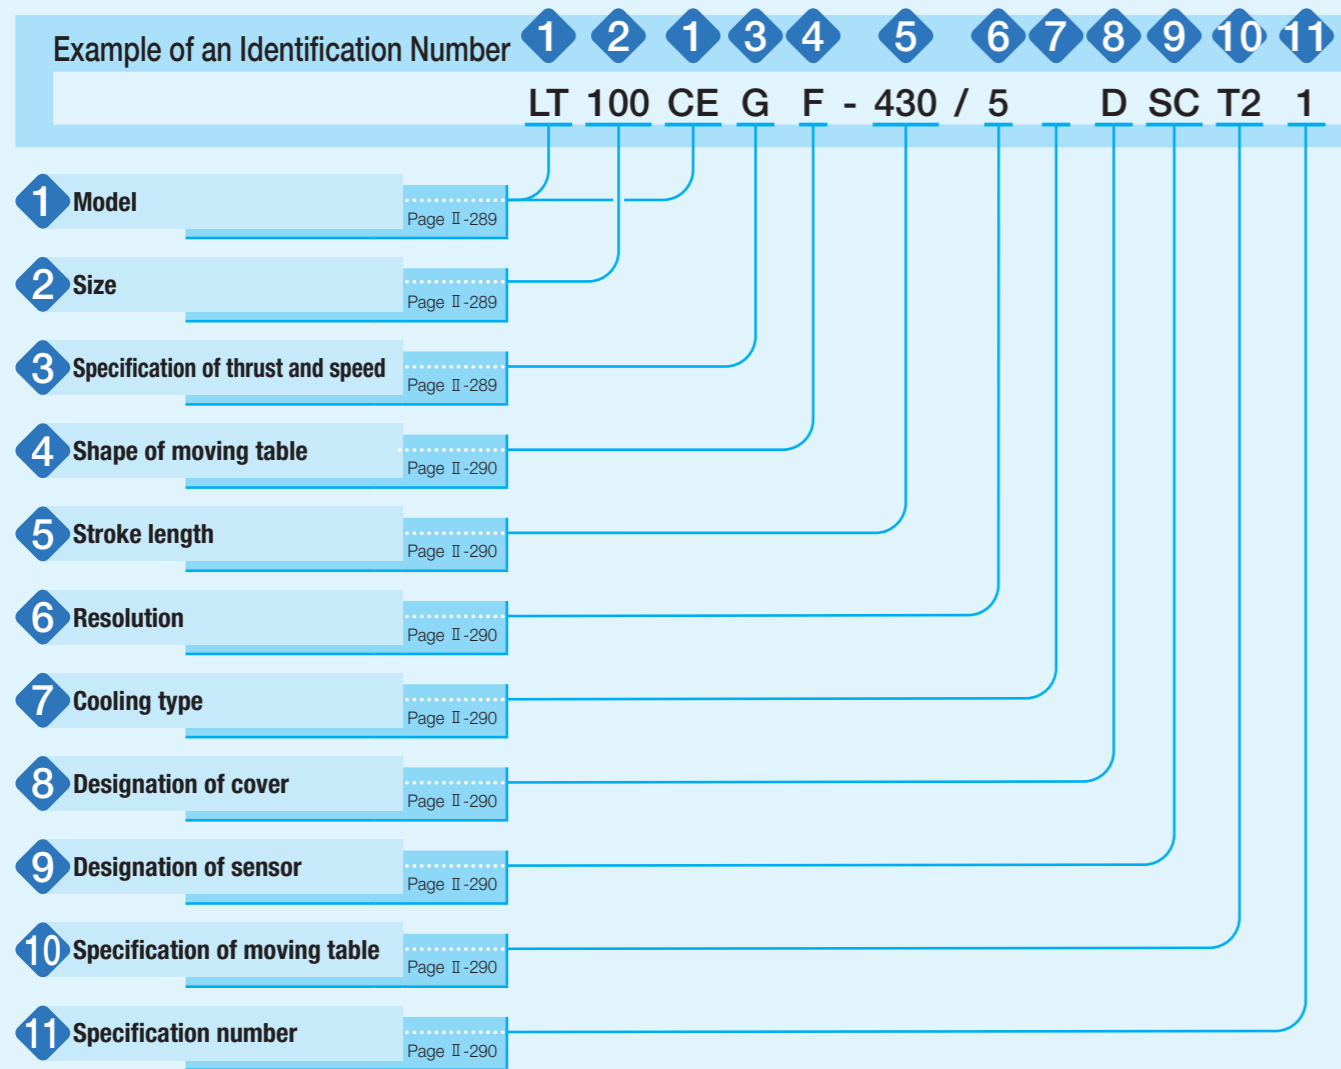 Example of an Identification Number 1 2 1 3 4 5 6 7 8 9 10 11
LT 100 CE G F - 430 / 5 D SC T2 1
1 Model
Page Ⅱ-289
2 Size
Page Ⅱ-289
3 Specification of thrust and speed
Page Ⅱ-289
4 Shape of moving table
Page Ⅱ-290
5 Stroke length
Page Ⅱ-290
6 Resolution
Page Ⅱ-290
7 Cooling type
Page Ⅱ-290
8 Designation of cover
Page Ⅱ-290
9 Designation of sensor
Page Ⅱ-290
10 Specification of moving table
Page Ⅱ-290
11 Specification number
Page Ⅱ-290